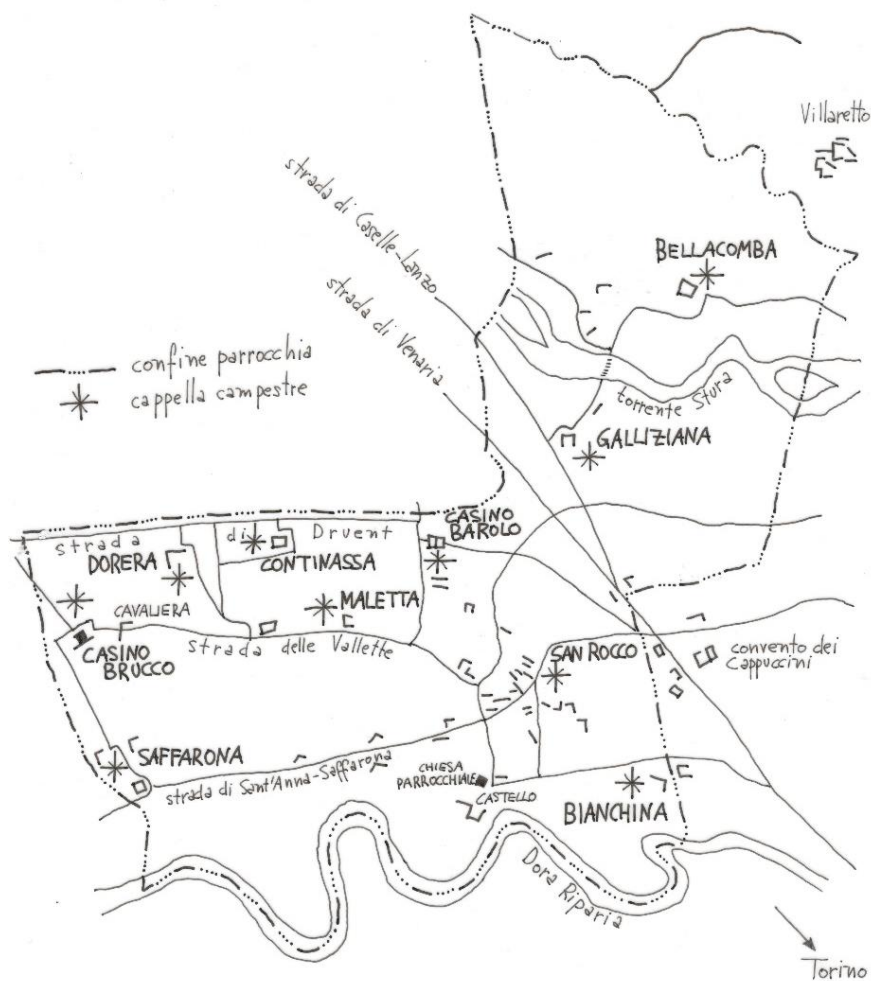 Villaretto
strada di Caselle-Lanzo
BELLACOMBA
strada di Venaria
confine parrocchia
cappella campestre
torrente Stura
GALLIZIANA
CASINO
BAROLO
strada di Druent
DORERA
CONTINASSA
MALETTA
CAVALIERA
strada delle Vallette
CASINO
BRUCCO
SAN ROCCO
convento dei
Cappuccini
SAFFARONA
strada di Sant'Anna-Saffarona
CHIESA
PARROCCHIALE
CASTELLO
BIANCHINA
Dora Riparia
Torino